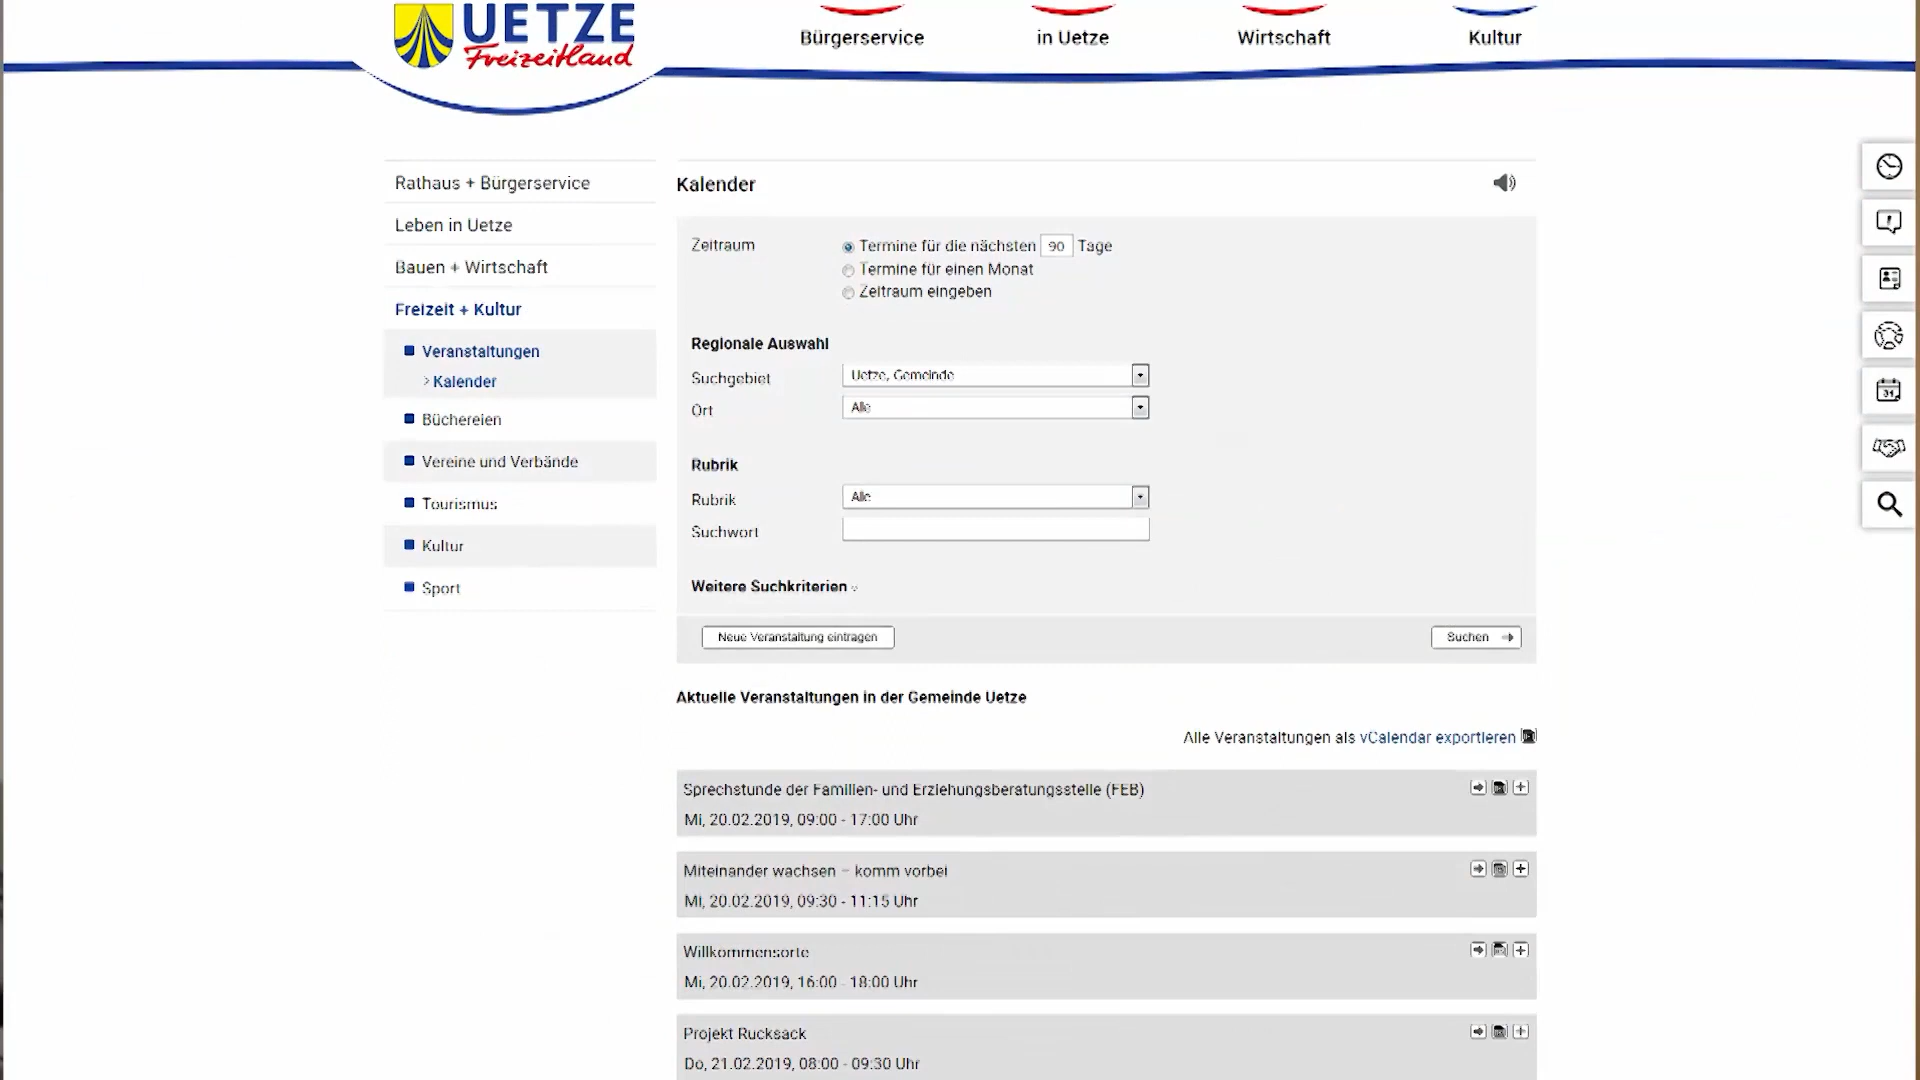 UETZE
Freizeitland
Bürgerservice
in Uetze
Wirtschaft
Kultur
Rathaus + Bürgerservice
Leben in Uetze
Bauen + Wirtschaft
Freizeit + Kultur
Veranstaltungen
> Kalender
Büchereien
Vereine und Verbände
Tourismus
Kultur
Sport
Kalender
Zeitraum
Termine für die nächsten 90 Tage
Termine für einen Monat
Zeitraum eingeben
Regionale Auswahl
Suchgebiet Uetze, Gemeinde
Ort Alle
Rubrik
Rubrik Alle
Suchwort
Weitere Suchkriterien
Neue Veranstaltung eintragen
Suchen
Aktuelle Veranstaltungen in der Gemeinde Uetze
Alle Veranstaltungen als vCalendar exportieren
Sprechstunde der Familien- und Erziehungsberatungsstelle (FEB)
Mi, 20.02.2019, 09:00 - 17:00 Uhr
Miteinander wachsen – komm vorbei
Mi, 20.02.2019, 09:30 - 11:15 Uhr
Willkommensorte
Mi, 20.02.2019, 16:00 - 18:00 Uhr
Projekt Rucksack
Do, 21.02.2019, 08:00 - 09:30 Uhr
31